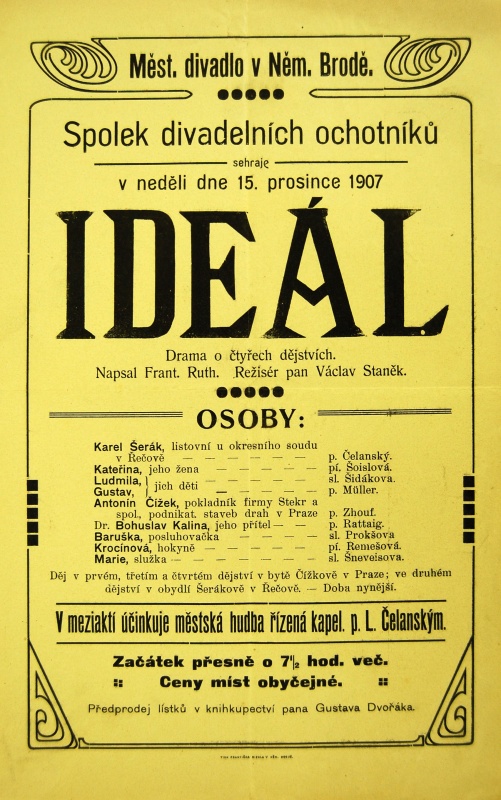 Měst. divadlo v Něm. Brodě.
Spolek divadelních ochotníků
sehraje
v neděli dne 15. prosince 1907
IDEÁL
Drama o čtyřech dějstvích.
Napsal Frant. Ruth. Režisér pan Václav Staněk.
OSOBY:
Karel Šerák, listovní u okresního soudu
v Řečově — — — — — — p. Čelanský.
Kateřina, jeho žena — — — — — pí. Šoislová.
Ludmila, } jich děti — — — — — sl. Šidákova.
Gustav, } — — — — — p. Müller.
Antonín Čížek, pokladník firmy Stekr a
spol., podnikat. staveb drah v Praze p. Zhouf.
Dr. Bohuslav Kalina, jeho přítel — — p. Rattaig.
Baruška, posluhovačka — — — — sl. Prokšova
Krocínová, hokyně — — — — — pí. Remešová.
Marie, služka — — — — — — sl. Šneveisova.
Děj v prvém, třetím a čtvrtém dějství v bytě Čížkově v Praze; ve druhém
dějství v obydlí Šerákově v Řečově. — Doba nynější.
V meziaktí účinkuje městská hudba řízená kapel. p. L. Čelanským.
Začátek přesně o 7½ hod. več.
Ceny míst obyčejné.
Předprodej lístků v knihkupectví pana Gustava Dvořáka.